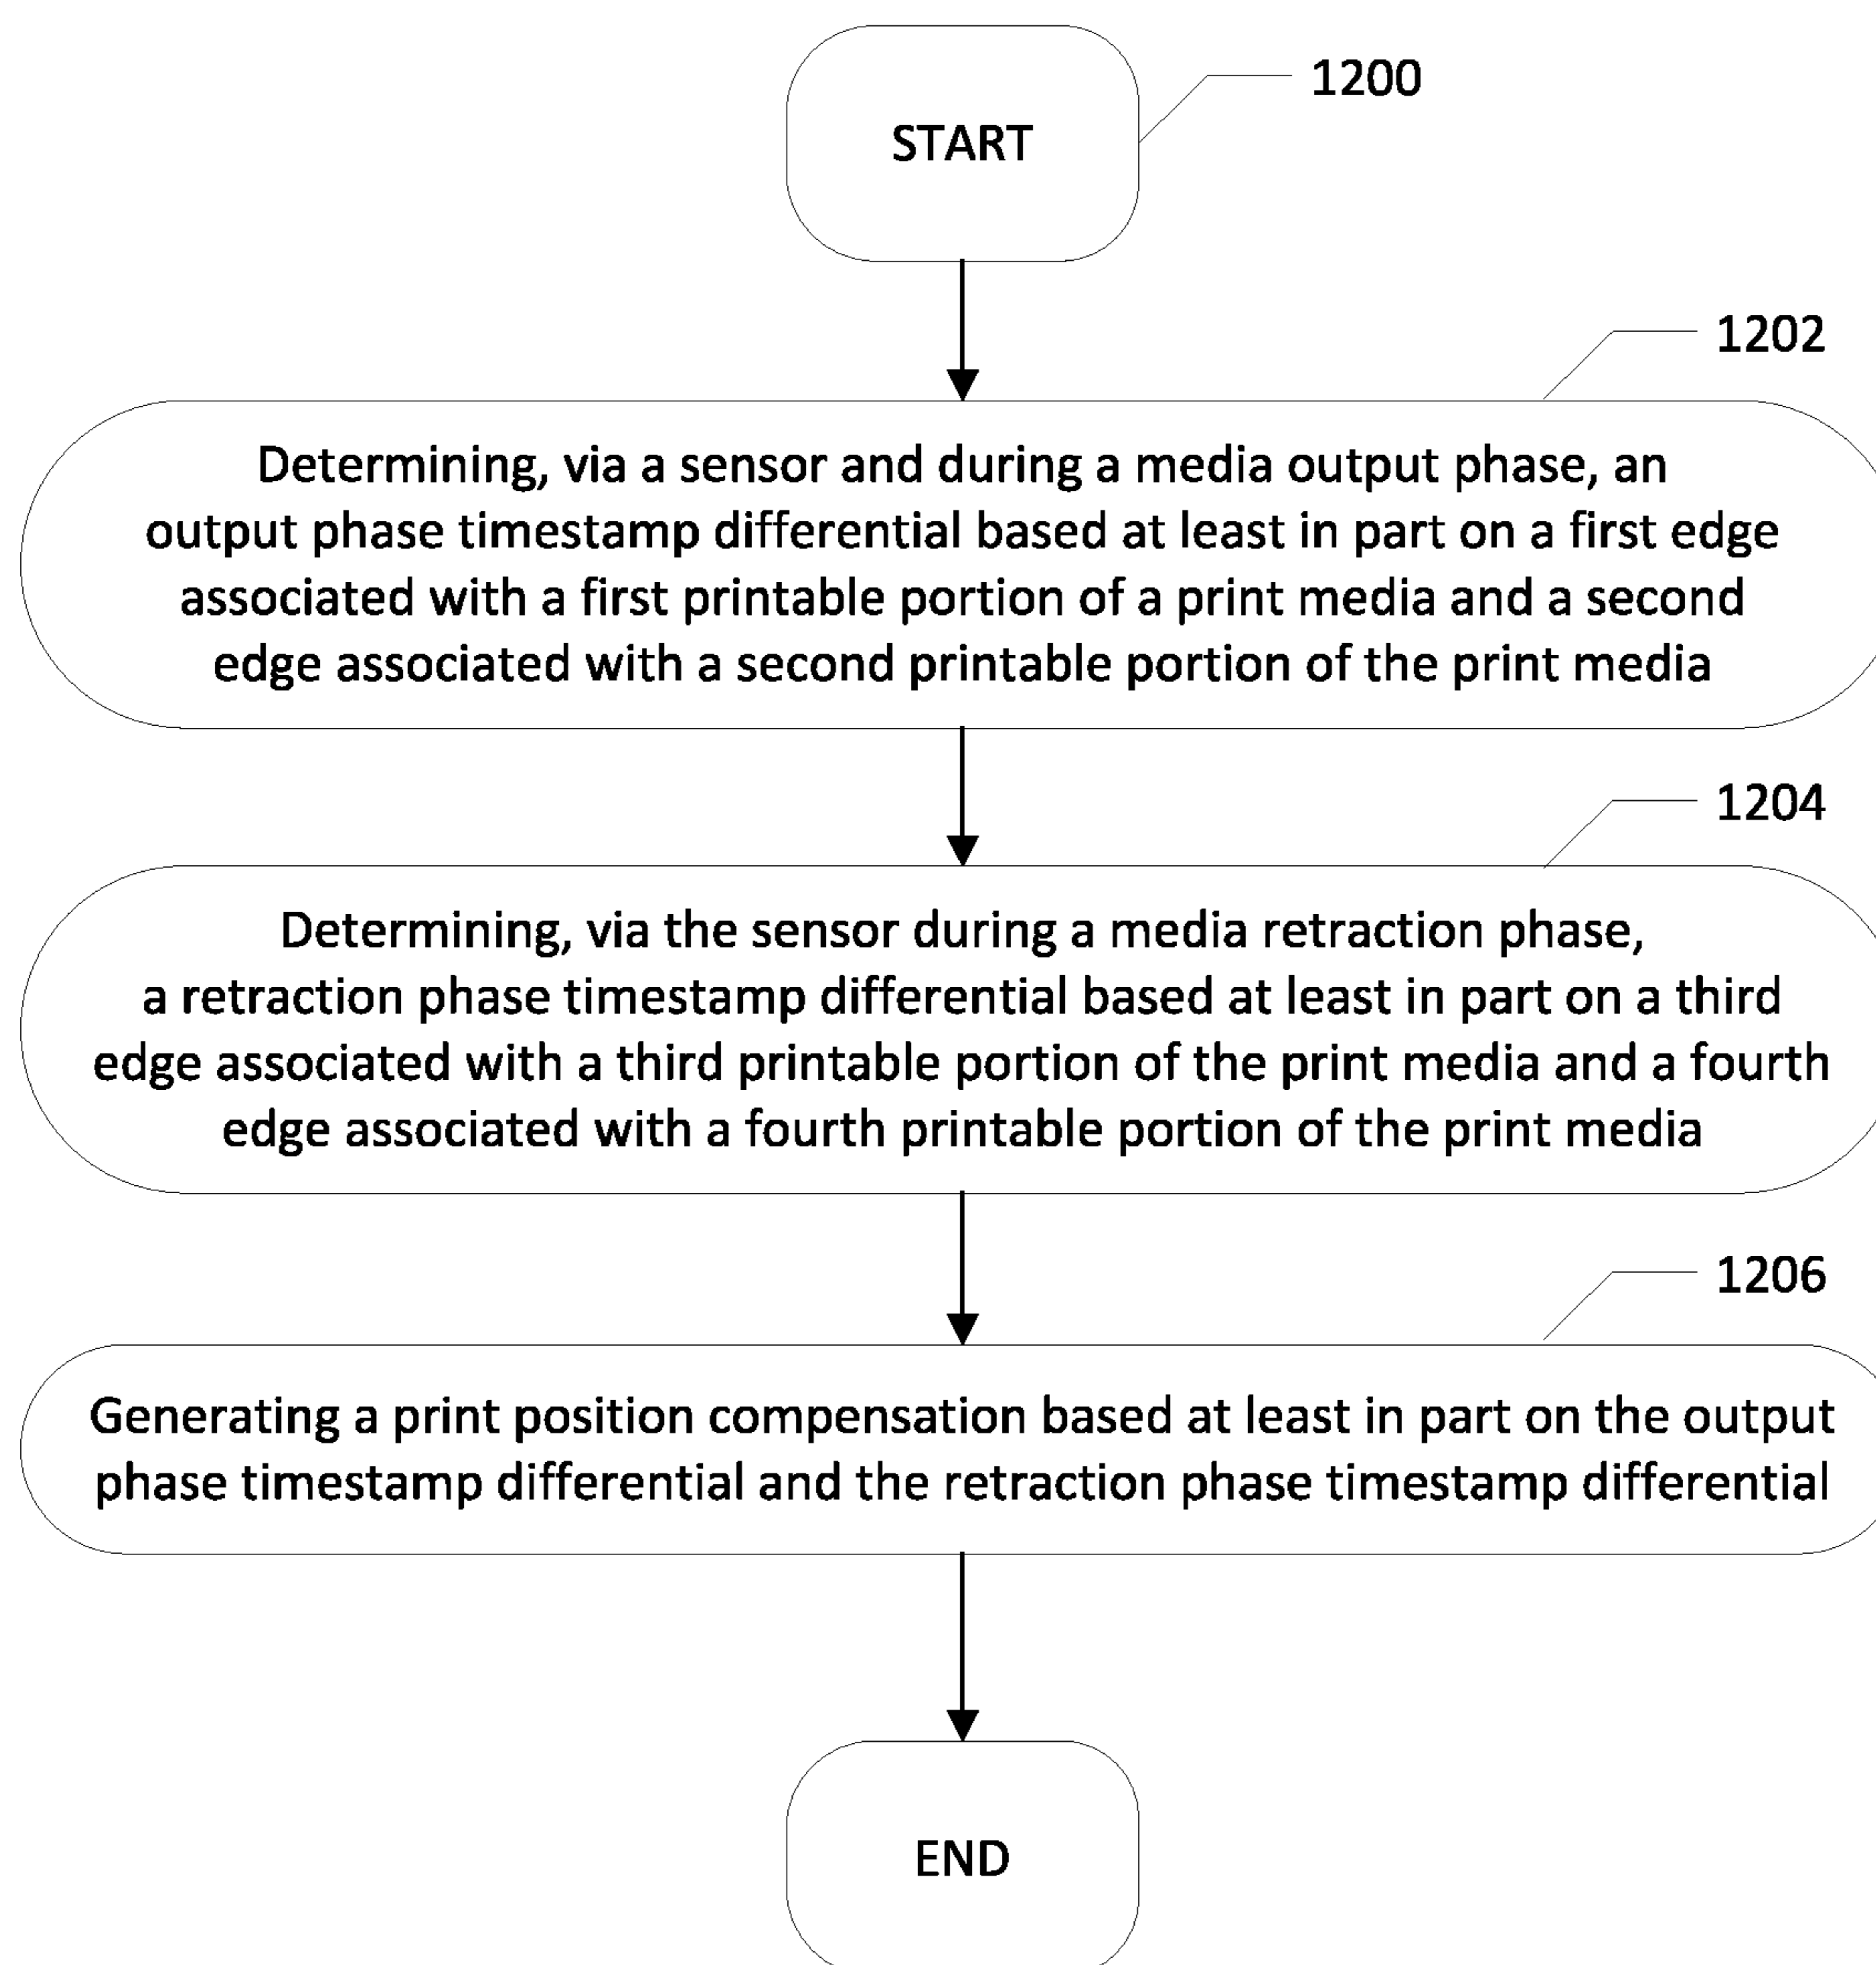 1200
START
1202
Determining, via a sensor and during a media output phase, an
output phase timestamp differential based at least in part on a first edge
associated with a first printable portion of a print media and a second
edge associated with a second printable portion of the print media
1204
Determining, via the sensor during a media retraction phase,
a retraction phase timestamp differential based at least in part on a third
edge associated with a third printable portion of the print media and a fourth
edge associated with a fourth printable portion of the print media
1206
Generating a print position compensation based at least in part on the output
phase timestamp differential and the retraction phase timestamp differential
END